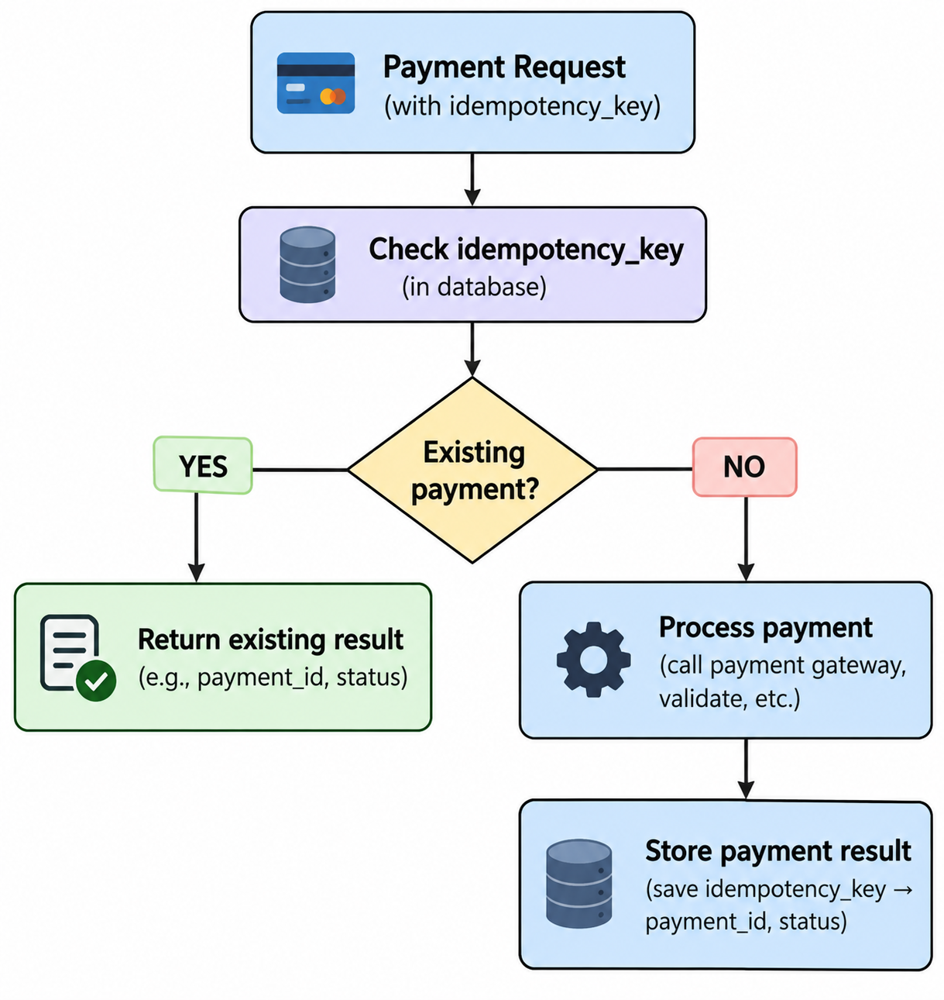 Payment Request
(with idempotency_key)
Check idempotency_key
(in database)
Existing
payment?
YES
NO
Return existing result
(e.g., payment_id, status)
Process payment
(call payment gateway,
validate, etc.)
Store payment result
(save idempotency_key →
payment_id, status)